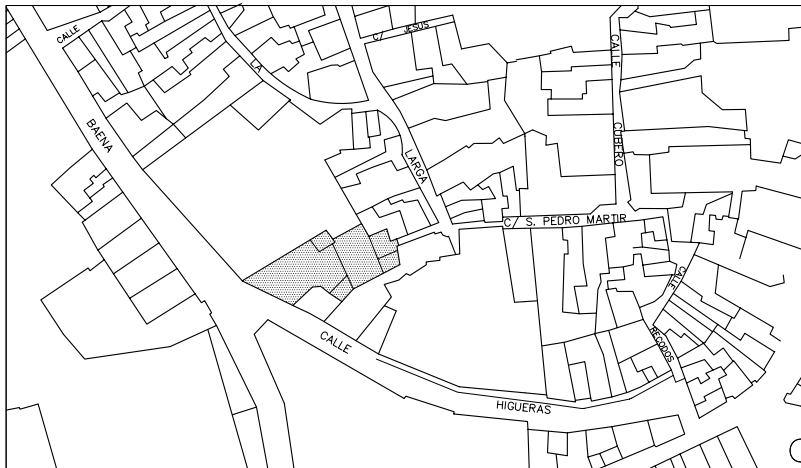 CALLE
C/ JESUS
LA
CALLE
BAENA
CUBERO
LARGA
C/ S. PEDRO MARTIR
CALLE
CALLE
RECODOS
HIGUERAS